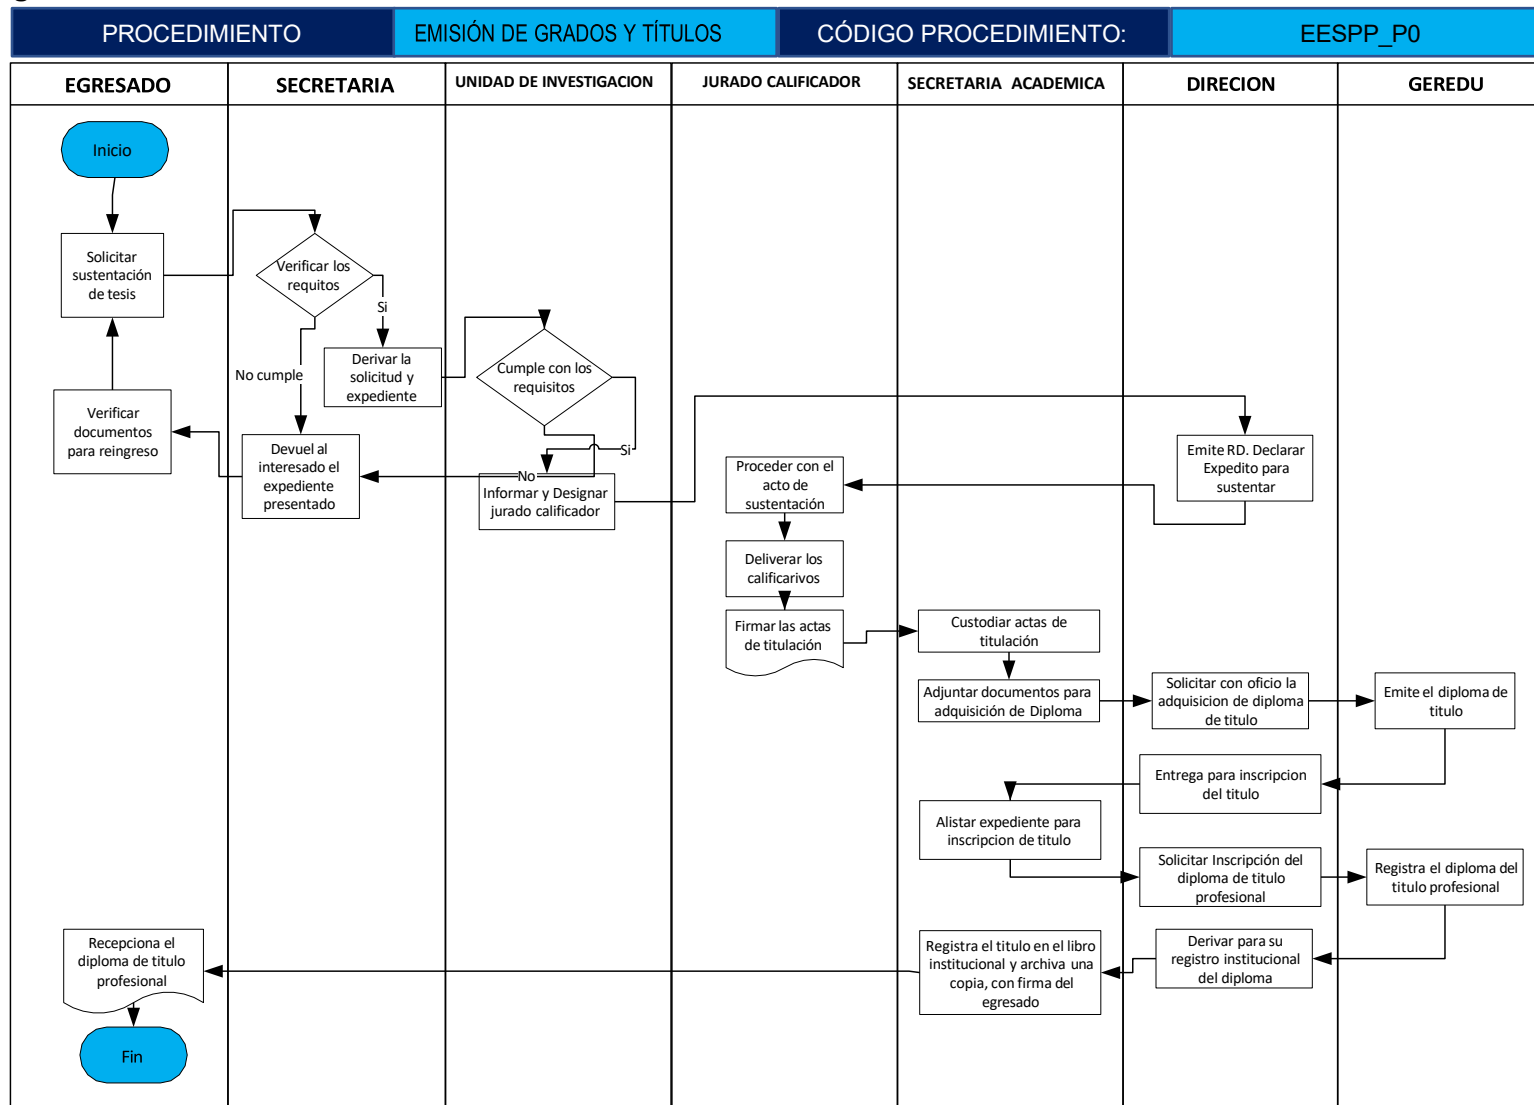 PROCEDIMIENTO
EMISIÓN DE GRADOS Y TÍTULOS
CÓDIGO PROCEDIMIENTO:
EESPP_P0
EGRESADO
SECRETARIA
UNIDAD DE INVESTIGACION
JURADO CALIFICADOR
SECRETARIA ACADEMICA
DIRECION
GEREDU
Inicio
Solicitar
sustentación
de tesis
Verificar los
requitos
Si
No cumple
Derivar la
solicitud y
expediente
Cumple con los
requisitos
Si
No
Verificar
documentos
para reingreso
Devuel al
interesado el
expediente
presentado
Informar y Designar
jurado calificador
Emite RD. Declarar
Expedito para
sustentar
Proceder con el
acto de
sustentación
Deliverar los
calificarivos
Firmar las actas
de titulación
Custodiar actas de
titulación
Adjuntar documentos para
adquisición de Diploma
Solicitar con oficio la
adquisicion de diploma
de titulo
Emite el diploma de
titulo
Entrega para inscripcion
del titulo
Alistar expediente para
inscripcion de titulo
Solicitar Inscripción del
diploma de titulo
profesional
Registra el diploma del
titulo profesional
Derivar para su
registro institucional
del diploma
Registra el titulo en el libro
institucional y archiva una
copia, con firma del
egresado
Recepciona el
diploma de titulo
profesional
Fin